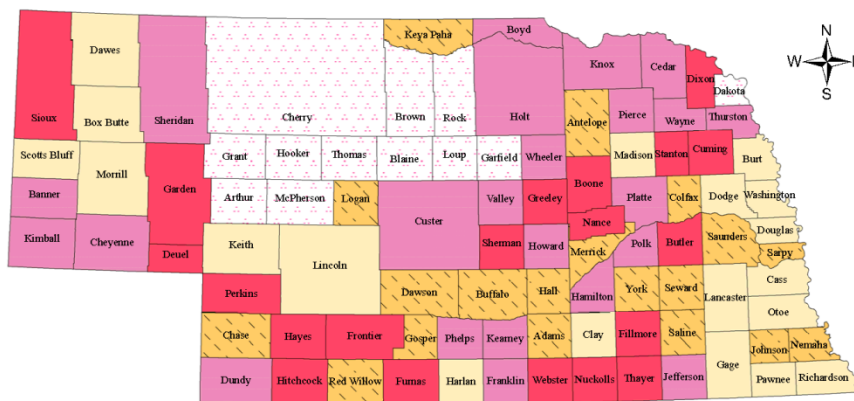 Keya Paha
Boyd
Dawes
Knox
Cedar
Dixon
Dakota
N
W
S
Sioux
Box Butte
Sheridan
Cherry
Brown
Rock
Holt
Antelope
Pierce
Wayne
Thurston
Scotts Bluff
Morrill
Grant
Hooker
Thomas
Blaine
Loup
Garfield
Wheeler
Madison
Stanton
Cuming
Burt
Banner
Garden
Arthur
McPherson
Logan
Custer
Valley
Greeley
Boone
Platte
Colfax
Dodge
Washington
Kimball
Cheyenne
Deuel
Keith
Lincoln
Sherman
Howard
Nance
Merrick
Polk
Butler
Saunders
Douglas
Sarpy
Perkins
Dawson
Buffalo
Hall
Hamilton
York
Seward
Lancaster
Cass
Otoe
Chase
Hayes
Frontier
Gosper
Phelps
Kearney
Adams
Clay
Fillmore
Saline
Johnson
Nemaha
Dundy
Hitchcock
Red Willow
Furnas
Harlan
Franklin
Webster
Nuckolls
Thayer
Jefferson
Gage
Pawnee
Richardson